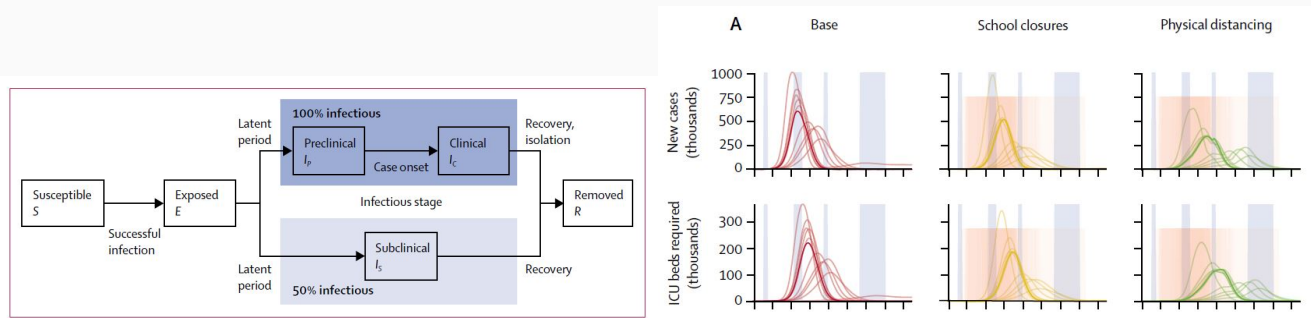 100% infectious
Latent
period
Preclinical
I_P
Case onset
Clinical
I_C
Recovery,
isolation
Susceptible
S
Successful
infection
Exposed
E
Infectious stage
Removed
R
Latent
period
Subclinical
I_S
Recovery
50% infectious
A
Base
School closures
Physical distancing
New cases
(thousands)
1000
750
500
250
0
ICU beds required
(thousands)
300
200
100
0